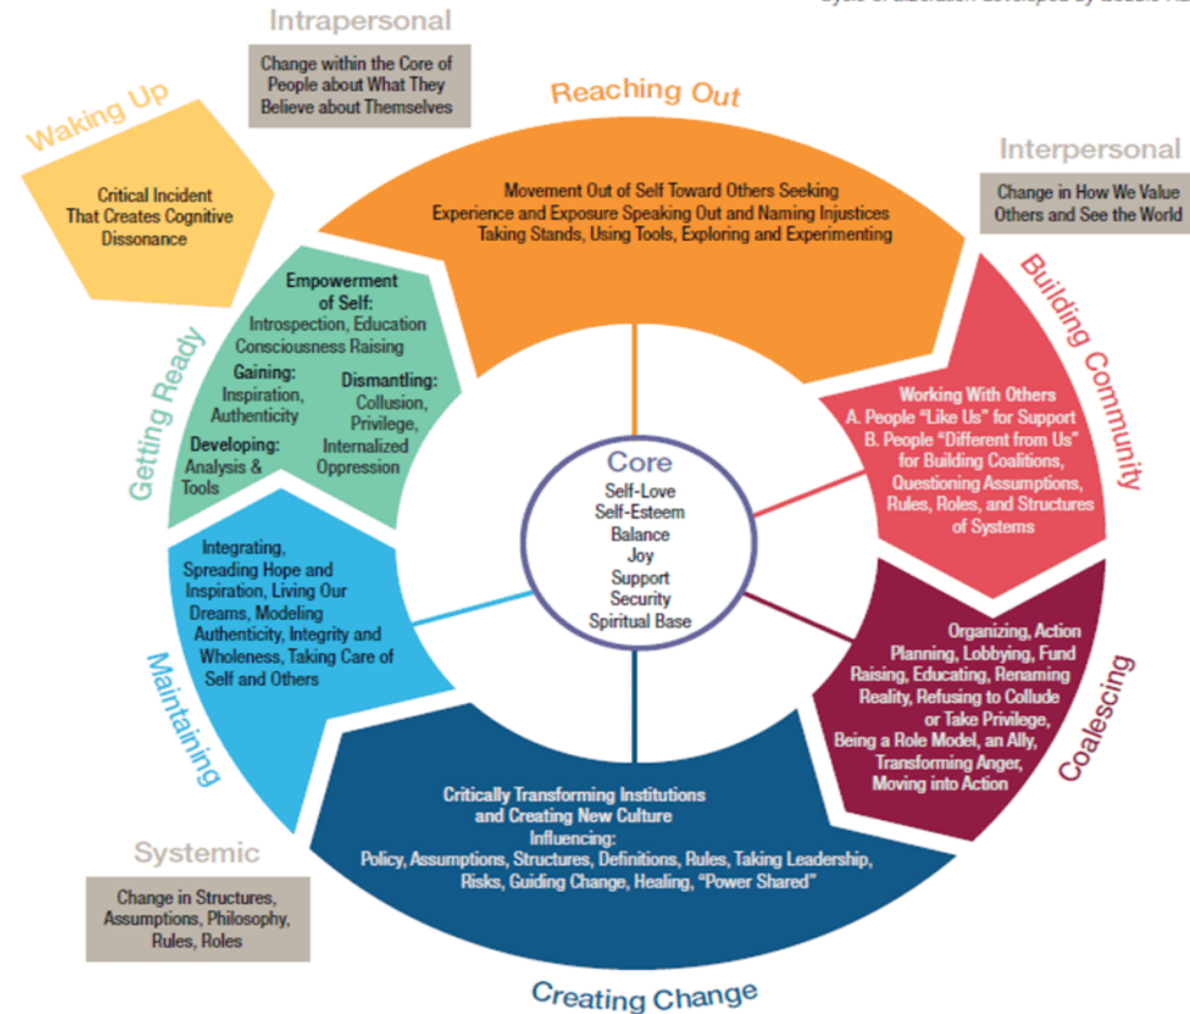 Cycle of Liberation developed by
Intrapersonal
Change within the Core of
People about What They
Believe about Themselves
Waking Up
Critical Incident
That Creates Cognitive
Dissonance
Reaching Out
Movement Out of Self Toward Others Seeking
Experience and Exposure Speaking Out and Naming Injustices
Taking Stands, Using Tools, Exploring and Experimenting
Interpersonal
Change in How We Value
Others and See the World
Getting Ready
Empowerment
of Self:
Introspection, Education
Consciousness Raising
Gaining:
Inspiration,
Authenticity
Dismantling:
Collusion,
Privilege,
Internalized
Oppression
Developing:
Analysis &
Tools
Building Community
Working With Others
A. People “Like Us” for Support
B. People “Different from Us”
for Building Coalitions,
Questioning Assumptions,
Rules, Roles, and Structures
of Systems
Core
Self-Love
Self-Esteem
Balance
Joy
Support
Security
Spiritual Base
Maintaining
Integrating,
Spreading Hope and
Inspiration, Living Our
Dreams, Modeling
Authenticity, Integrity and
Wholeness, Taking Care of
Self and Others
Coalescing
Organizing, Action
Planning, Lobbying, Fund
Raising, Educating, Renaming
Reality, Refusing to Collude
or Take Privilege,
Being a Role Model, an Ally,
Transforming Anger,
Moving into Action
Critically Transforming Institutions
and Creating New Culture
Influencing:
Policy, Assumptions, Structures, Definitions, Rules, Taking Leadership,
Risks, Guiding Change, Healing, “Power Shared”
Creating Change
Systemic
Change in Structures,
Assumptions, Philosophy,
Rules, Roles